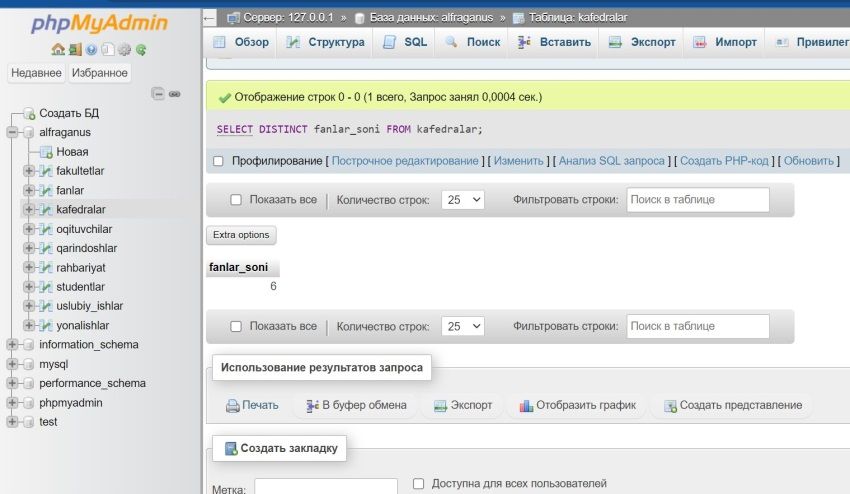 phpMyAdmin
Недавнее Избранное
Создать БД
alfraganus
Новая
fakultetlar
fanlar
kafedralar
oqituvchilar
qarindoshlar
rahbariyat
studentlar
uslubiy_ishlar
yonalishlar
information_schema
mysql
performance_schema
phpmyadmin
test
Сервер: 127.0.0.1 » База данных: alfraganus » Таблица: kafedralar
Обзор Структура SQL Поиск Вставить Экспорт Импорт Привилег
Отображение строк 0 - 0 (1 всего, Запрос занял 0,0004 сек.)
SELECT DISTINCT fanlar_soni FROM kafedralar;
Профилирование [ Построчное редактирование ] [ Изменить ] [ Анализ SQL запроса ] [ Создать PHP-код ] [ Обновить ]
Показать все Количество строк: 25 Фильтровать строки: Поиск в таблице
Extra options
fanlar_soni
6
Показать все Количество строк: 25 Фильтровать строки: Поиск в таблице
Использование результатов запроса
Печать В буфер обмена Экспорт Отобразить график Создать представление
Создать закладку
Метка: Доступна для всех пользователей